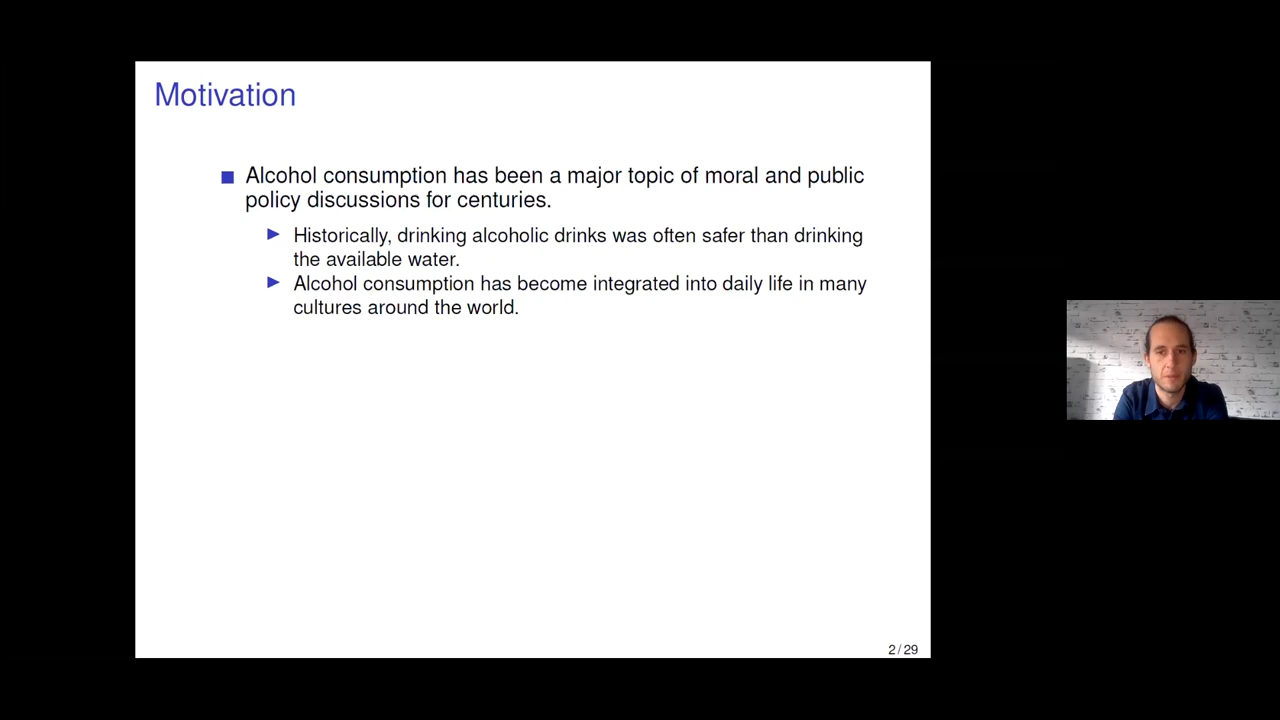 Motivation
Alcohol consumption has been a major topic of moral and public
policy discussions for centuries.
Historically, drinking alcoholic drinks was often safer than drinking
the available water.
Alcohol consumption has become integrated into daily life in many
cultures around the world.
2 / 29